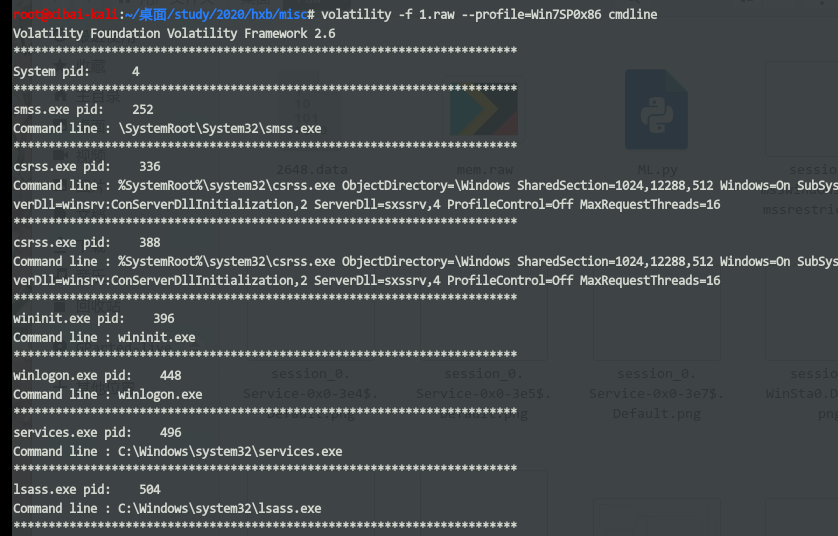 root@cibai-kali:~/桌面/study/2020/hxb/misc# volatility -f 1.raw --profile=Win7SP0x86 cmdline
Volatility Foundation Volatility Framework 2.6
************************************************************************
System pid:      4
************************************************************************
smss.exe pid:    252
Command line : \SystemRoot\System32\smss.exe
************************************************************************
csrss.exe pid:    336
Command line : %SystemRoot%\system32\csrss.exe ObjectDirectory=\Windows SharedSection=1024,12288,512 Windows=On SubSys
verDll=winsrv:ConServerDllInitialization,2 ServerDll=sxssrv,4 ProfileControl=Off MaxRequestThreads=16
************************************************************************
csrss.exe pid:    388
Command line : %SystemRoot%\system32\csrss.exe ObjectDirectory=\Windows SharedSection=1024,12288,512 Windows=On SubSys
verDll=winsrv:ConServerDllInitialization,2 ServerDll=sxssrv,4 ProfileControl=Off MaxRequestThreads=16
************************************************************************
wininit.exe pid:    396
Command line : wininit.exe
************************************************************************
winlogon.exe pid:    448
Command line : winlogon.exe
************************************************************************
services.exe pid:    496
Command line : C:\Windows\system32\services.exe
************************************************************************
lsass.exe pid:    504
Command line : C:\Windows\system32\lsass.exe
************************************************************************
2648.data
mem.raw
ML.py
session_0.
Service-0x0-3e4$.
Default.png
session_0.
Service-0x0-3e5$.
Default.png
session_0.
Service-0x0-3e7$.
Default.png